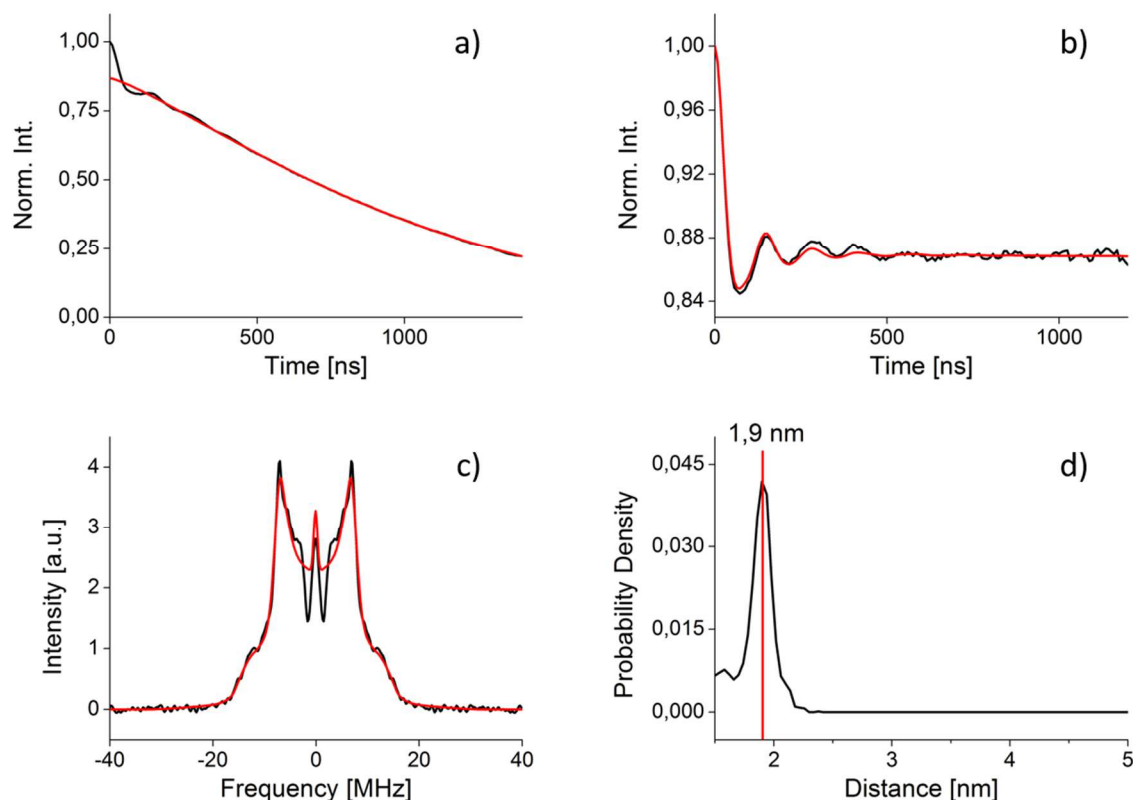 a)
1,00
0,75
0,50
0,25
0,00
Norm. Int.
0
500
1000
Time [ns]
b)
1,00
0,96
0,92
0,88
0,84
Norm. Int.
0
500
1000
Time [ns]
c)
4
3
2
1
0
Intensity [a.u.]
-40
-20
0
20
40
Frequency [MHz]
1,9 nm
d)
0,045
0,030
0,015
0,000
Probability Density
2
3
4
5
Distance [nm]